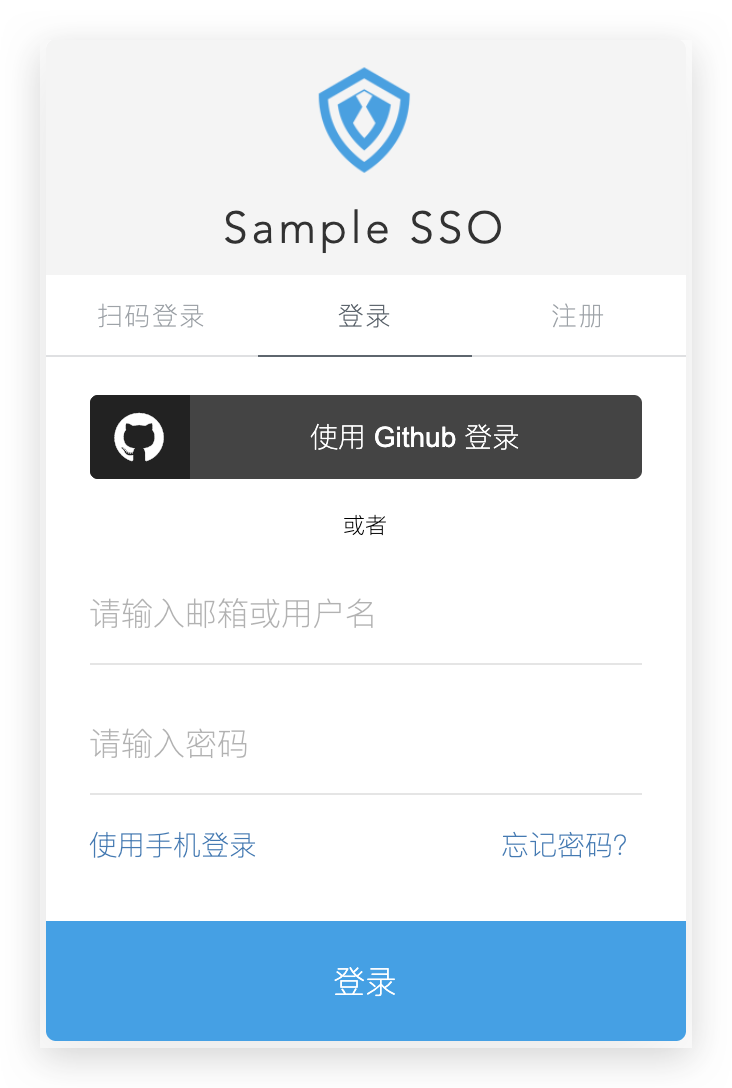 Sample SSO
扫码登录 登录 注册
使用 Github 登录
或者
请输入邮箱或用户名
请输入密码
使用手机登录 忘记密码?
登录